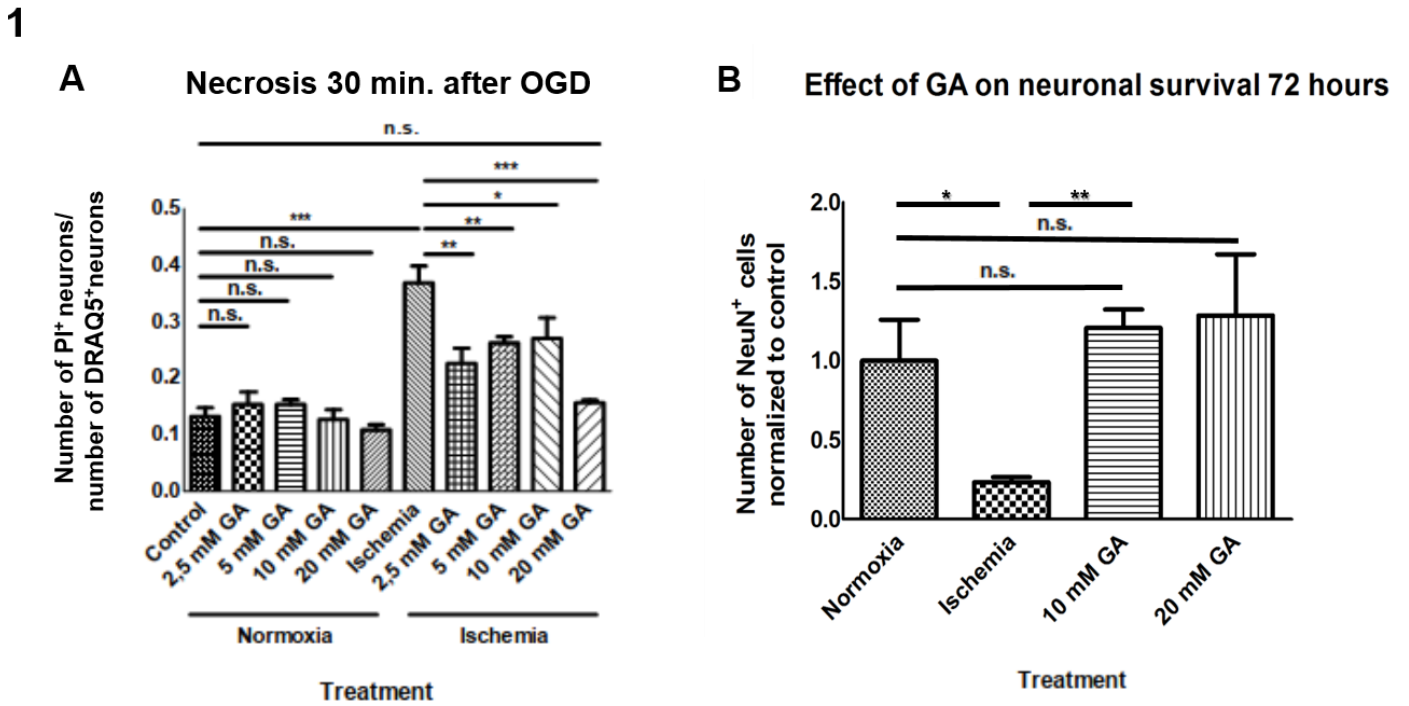 1
A
Necrosis 30 min. after OGD
n.s.
***
*
***
**
n.s.
**
n.s.
n.s.
n.s.
Number of PI⁺ neurons/
number of DRAQ5⁺neurons
0.5
0.4
0.3
0.2
0.1
0.0
Control
2,5 mM GA
5 mM GA
10 mM GA
20 mM GA
Ischemia
2,5 mM GA
5 mM GA
10 mM GA
20 mM GA
Normoxia
Ischemia
Treatment
B
Effect of GA on neuronal survival 72 hours
*
**
n.s.
n.s.
Number of NeuN⁺ cells
normalized to control
2.0
1.5
1.0
0.5
0.0
Normoxia
Ischemia
10 mM GA
20 mM GA
Treatment